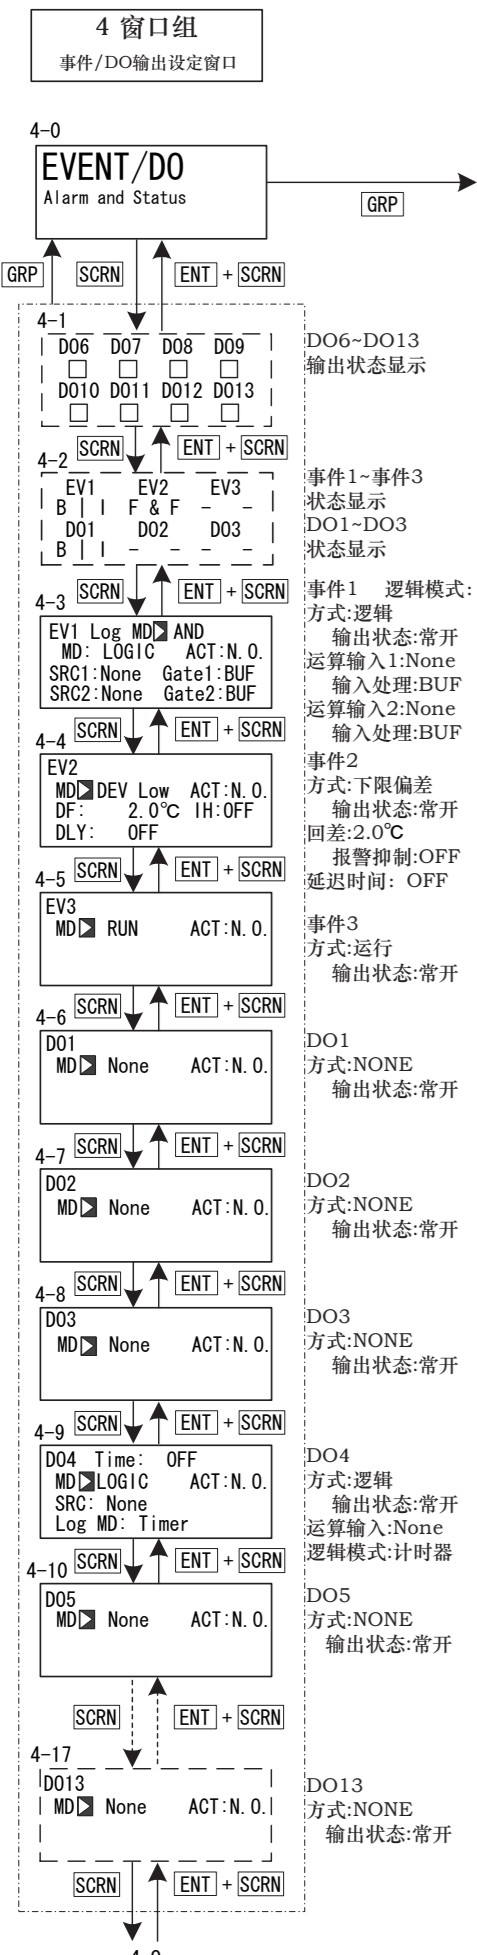 4 窗口组
事件/DO输出设定窗口
4-0
EVENT/DO
Alarm and Status
GRP
GRP
SCRN
ENT + SCRN
4-1
DO6 DO7 DO8 DO9
DO10 DO11 DO12 DO13
DO6~DO13
输出状态显示
SCRN
ENT + SCRN
4-2
EV1 EV2 EV3
B | I F & F - -
DO1 DO2 DO3
B | I - - - -
事件1~事件3
状态显示
DO1~DO3
状态显示
SCRN
ENT + SCRN
4-3
EV1 Log MD AND
MD: LOGIC ACT:N.O.
SRC1:None Gate1:BUF
SRC2:None Gate2:BUF
事件1 逻辑模式:
方式:逻辑
输出状态:常开
运算输入1:None
输入处理:BUF
运算输入2:None
输入处理:BUF
SCRN
ENT + SCRN
4-4
EV2
MD DEV Low ACT:N.O.
DF: 2.0℃ IH:OFF
DLY: OFF
事件2
方式:下限偏差
输出状态:常开
回差:2.0℃
报警抑制:OFF
延迟时间: OFF
SCRN
ENT + SCRN
4-5
EV3
MD RUN ACT:N.O.
事件3
方式:运行
输出状态:常开
SCRN
ENT + SCRN
4-6
DO1
MD None ACT:N.O.
DO1
方式:NONE
输出状态:常开
SCRN
ENT + SCRN
4-7
DO2
MD None ACT:N.O.
DO2
方式:NONE
输出状态:常开
SCRN
ENT + SCRN
4-8
DO3
MD None ACT:N.O.
DO3
方式:NONE
输出状态:常开
SCRN
ENT + SCRN
4-9
DO4 Time: OFF
MD LOGIC ACT:N.O.
SRC: None
Log MD: Timer
DO4
方式:逻辑
输出状态:常开
运算输入:None
逻辑模式:计时器
SCRN
ENT + SCRN
4-10
DO5
MD None ACT:N.O.
DO5
方式:NONE
输出状态:常开
SCRN
ENT + SCRN
4-17
DO13
MD None ACT:N.O.
DO13
方式:NONE
输出状态:常开
SCRN
ENT + SCRN